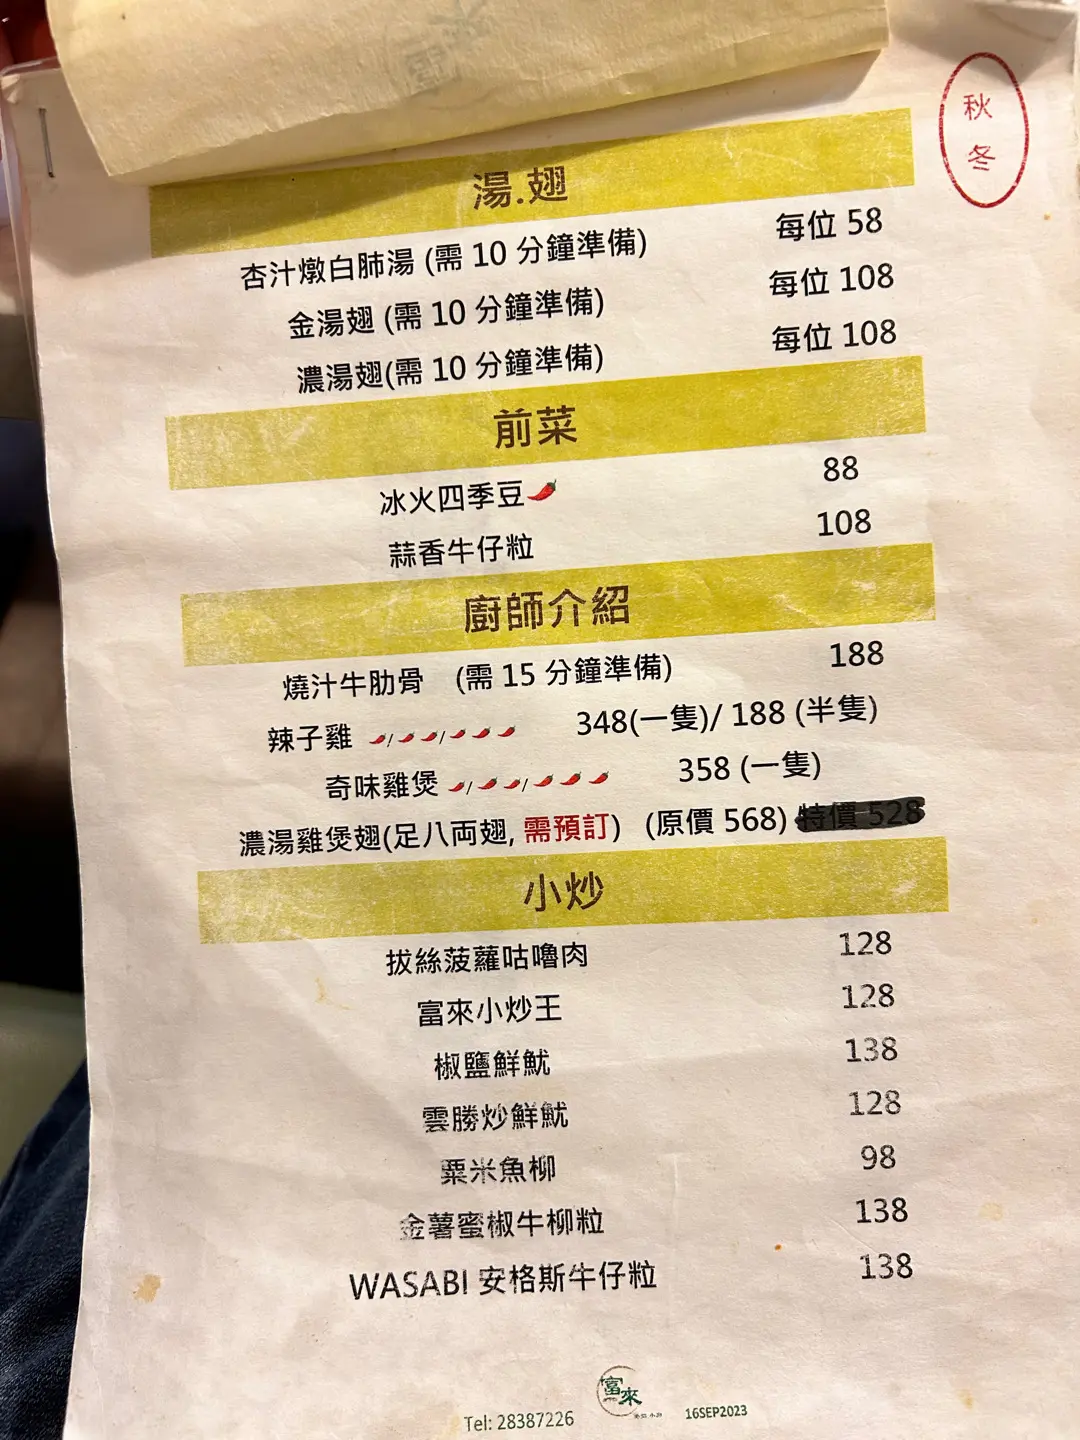 秋
冬
湯.翅
杏汁燉白肺湯 (需 10 分鐘準備) 每位 58
金湯翅 (需 10 分鐘準備) 每位 108
濃湯翅(需 10 分鐘準備) 每位 108
前菜
冰火四季豆 88
蒜香牛仔粒 108
廚師介紹
燒汁牛肋骨 (需 15 分鐘準備) 188
辣子雞 / / 348(一隻)/ 188 (半隻)
奇味雞煲 / / 358 (一隻)
濃湯雞煲翅(足八両翅, 需預訂) (原價 568) 特價 528
小炒
拔絲菠蘿咕嚕肉 128
富來小炒王 128
椒鹽鮮魷 138
雲勝炒鮮魷 128
粟米魚柳 98
金薯蜜椒牛柳粒 138
WASABI 安格斯牛仔粒 138
富來
Tel: 28387226 16SEP2023